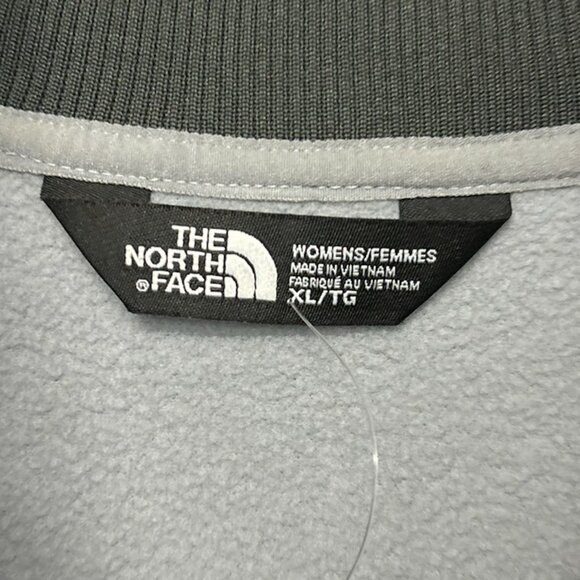 THE
NORTH
FACE®
WOMENS/FEMMES
MADE IN VIETNAM
FABRIQUÉ AU VIETNAM
XL/TG